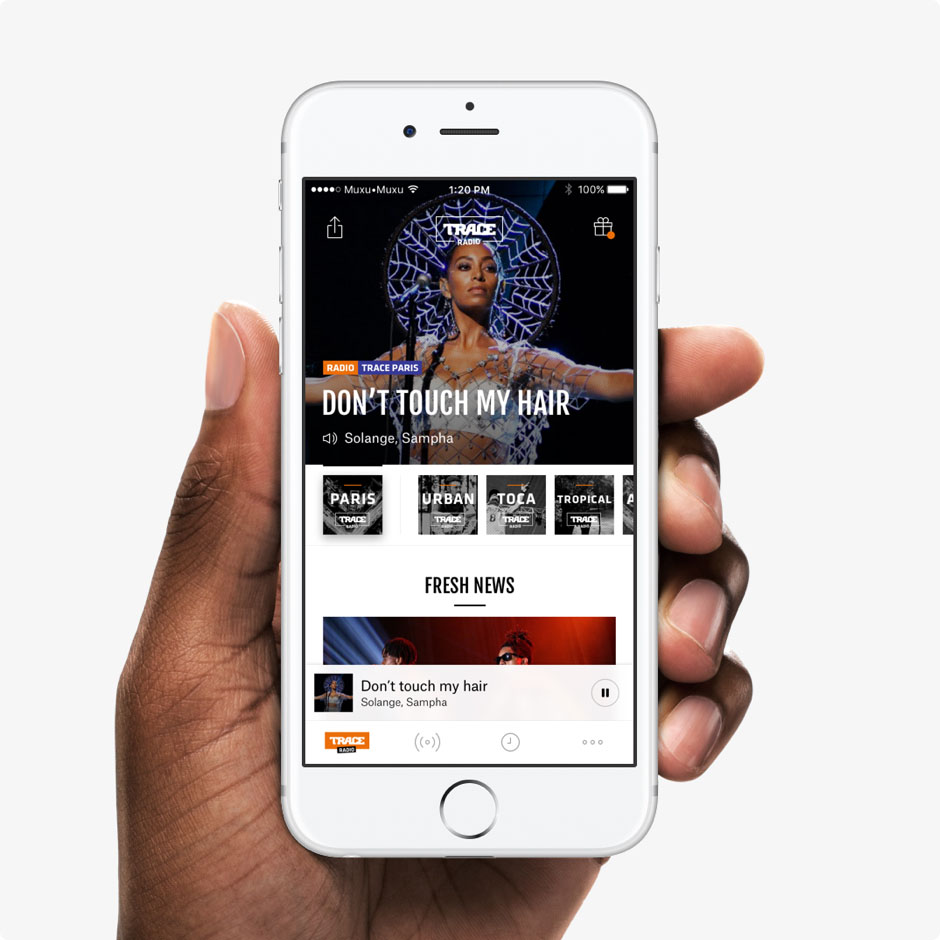 Muxu•Muxu 1:20 PM 100%
TRACE
RADIO
RADIO TRACE PARIS
DON'T TOUCH MY HAIR
Solange, Sampha
PARIS URBAN TOCA TROPICAL A
TRACE TRACE TRACE TRACE
RADIO RADIO RADIO RADIO
FRESH NEWS
Don't touch my hair
Solange, Sampha
TRACE
RADIO